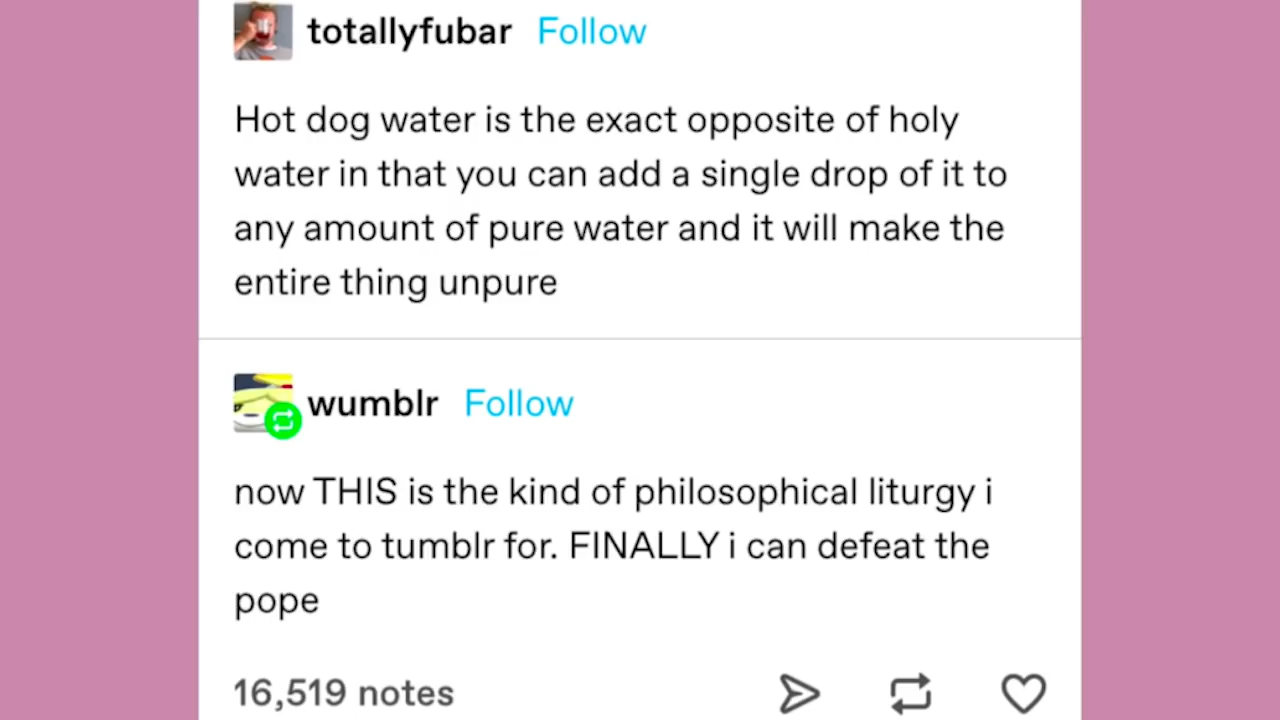 totallyfubar Follow
Hot dog water is the exact opposite of holy
water in that you can add a single drop of it to
any amount of pure water and it will make the
entire thing unpure
wumblr Follow
now THIS is the kind of philosophical liturgy i
come to tumblr for. FINALLY i can defeat the
pope
16,519 notes